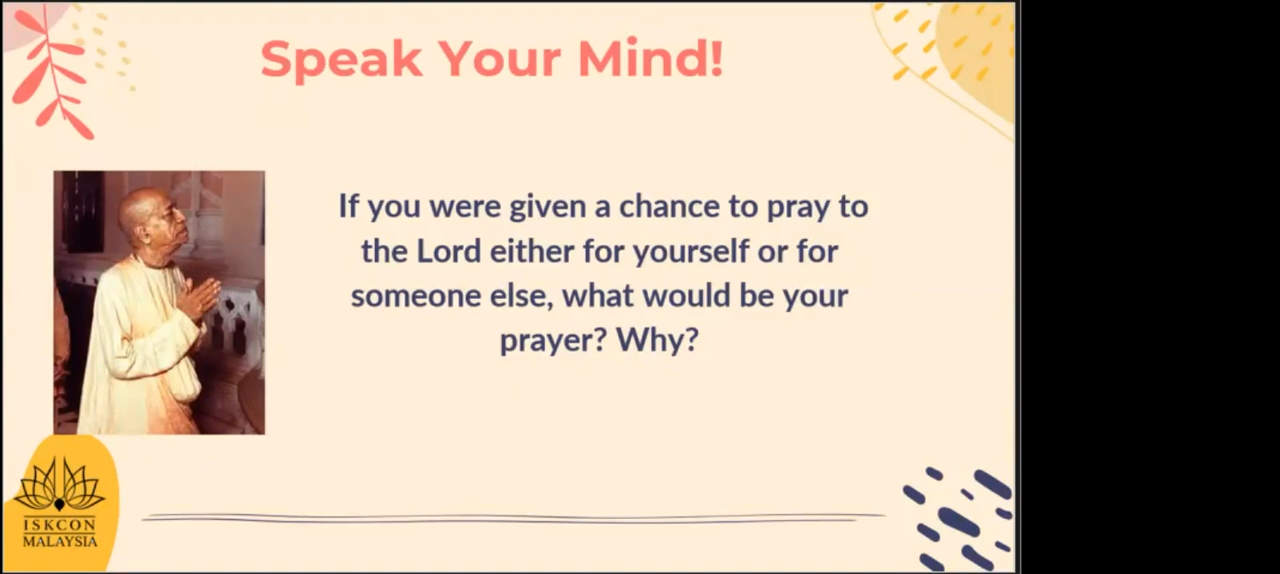 Speak Your Mind!
If you were given a chance to pray to
the Lord either for yourself or for
someone else, what would be your
prayer? Why?
ISKCON
MALAYSIA